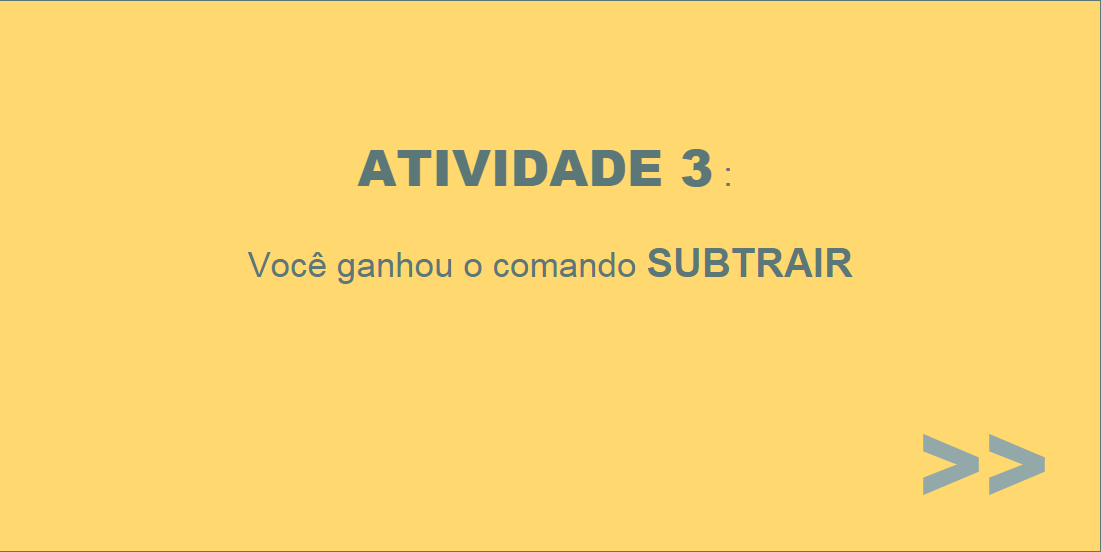 ATIVIDADE 3 :
Você ganhou o comando SUBTRAIR
>>